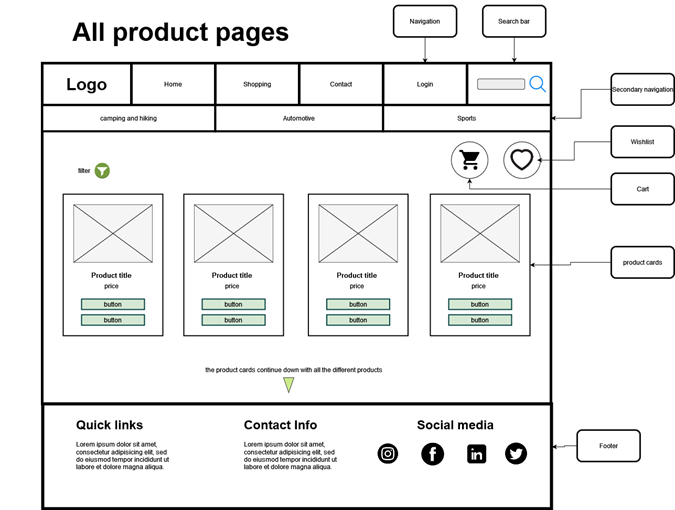 All product pages
Navigation
Search bar
Logo
Home
Shopping
Contact
Login
Secondary navigation
camping and hiking
Automotive
Sports
Wishlist
filter
Cart
Product title
price
button
button
Product title
price
button
button
Product title
price
button
button
Product title
price
button
button
product cards
the product cards continue down with all the different products
Quick links
Lorem ipsum dolor sit amet,
consectetur adipisicing elit, sed
do eiusmod tempor incididunt ut
labore et dolore magna aliqua.
Contact Info
Lorem ipsum dolor sit amet,
consectetur adipisicing elit, sed
do eiusmod tempor incididunt ut
labore et dolore magna aliqua.
Social media
f
in
Footer